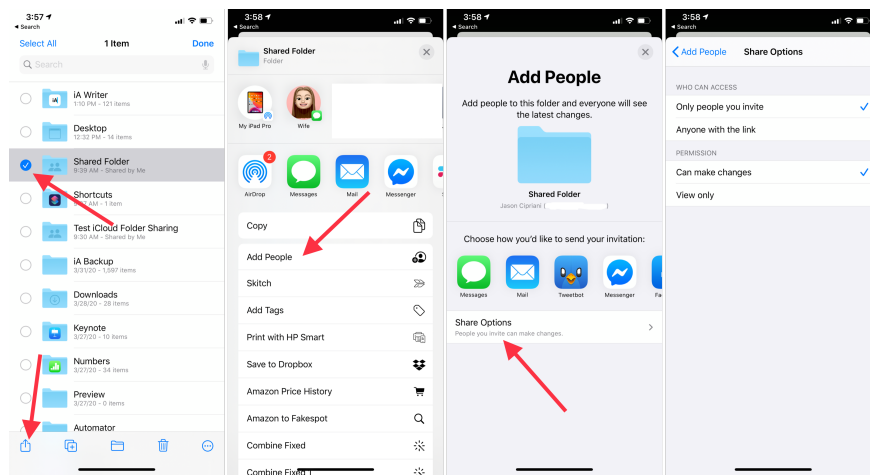 3:57
Search
Select All
1 Item
Done
Search
iA Writer
1:10 PM - 121 items
Desktop
12:32 PM - 14 items
Shared Folder
9:39 AM - Shared by Me
Shortcuts
AM - 1 item
Test iCloud Folder Sharing
9:30 AM - Shared by Me
iA Backup
3/31/20 - 1,597 items
Downloads
3/28/20 - 28 items
Keynote
3/27/20 - 10 items
Numbers
3/27/20 - 34 items
Preview
3/27/20 - 0 items
Automator
3:58
Search
Shared Folder
Folder
My iPad Pro
Wife
2
AirDrop
Messages
Mail
Messenger
Copy
Add People
Skitch
Add Tags
Print with HP Smart
Save to Dropbox
Amazon Price History
Amazon to Fakespot
Combine Fixed
Combine Fixed 1
3:58
Search
Add People
Add people to this folder and everyone will see
the latest changes.
Shared Folder
Jason Cipriani (
)
Choose how you'd like to send your invitation:
Messages
Mail
Tweetbot
Messenger
Fa
Share Options
People you invite can make changes.
3:58
Search
Add People
Share Options
WHO CAN ACCESS
Only people you invite
Anyone with the link
PERMISSION
Can make changes
View only